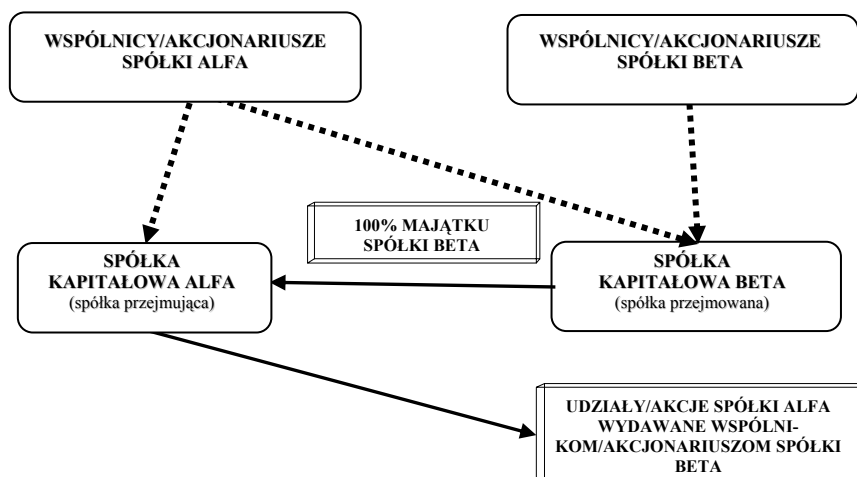 WSPÓLNICY/AKCJONARIUSZE
SPÓŁKI ALFA
WSPÓLNICY/AKCJONARIUSZE
SPÓŁKI BETA
100% MAJĄTKU
SPÓŁKI BETA
SPÓŁKA
KAPITAŁOWA ALFA
(spółka przejmująca)
SPÓŁKA
KAPITAŁOWA BETA
(spółka przejmowana)
UDZIAŁY/AKCJE SPÓŁKI ALFA
WYDAWANE WSPÓLNI-
KOM/AKCJONARIUSZOM SPÓŁKI
BETA